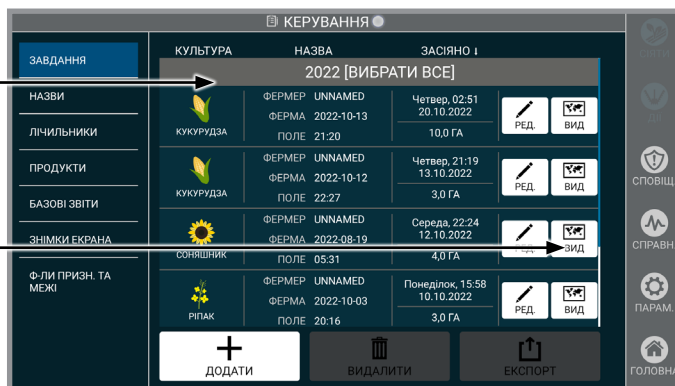 КЕРУВАННЯ
ЗАВДАННЯ
НАЗВИ
ЛІЧИЛЬНИКИ
ПРОДУКТИ
БАЗОВІ ЗВІТИ
ЗНІМКИ ЕКРАНА
Ф-ЛИ ПРИЗН. ТА
МЕЖІ
КУЛЬТУРА НАЗВА ЗАСІЯНО
2022 [ВИБРАТИ ВСЕ]
КУКУРУДЗА
ФЕРМЕР UNNAMED
ФЕРМА 2022-10-13
ПОЛЕ 21:20
Четвер, 02:51
20.10.2022
10,0 ГА
РЕД. ВИД
КУКУРУДЗА
ФЕРМЕР UNNAMED
ФЕРМА 2022-10-12
ПОЛЕ 22:27
Четвер, 21:19
13.10.2022
3,0 ГА
РЕД. ВИД
СОНЯШНИК
ФЕРМЕР UNNAMED
ФЕРМА 2022-08-19
ПОЛЕ 05:31
Середа, 22:24
12.10.2022
4,0 ГА
РЕД. ВИД
РІПАК
ФЕРМЕР UNNAMED
ФЕРМА 2022-10-03
ПОЛЕ 20:16
Понеділок, 15:58
10.10.2022
3,0 ГА
РЕД. ВИД
ДОДАТИ ВИДАЛИТИ ЕКСПОРТ
СІЯТИ
ДІЇ
СПОВІЩ.
СПРАВН.
ПАРАМ.
ГОЛОВНА